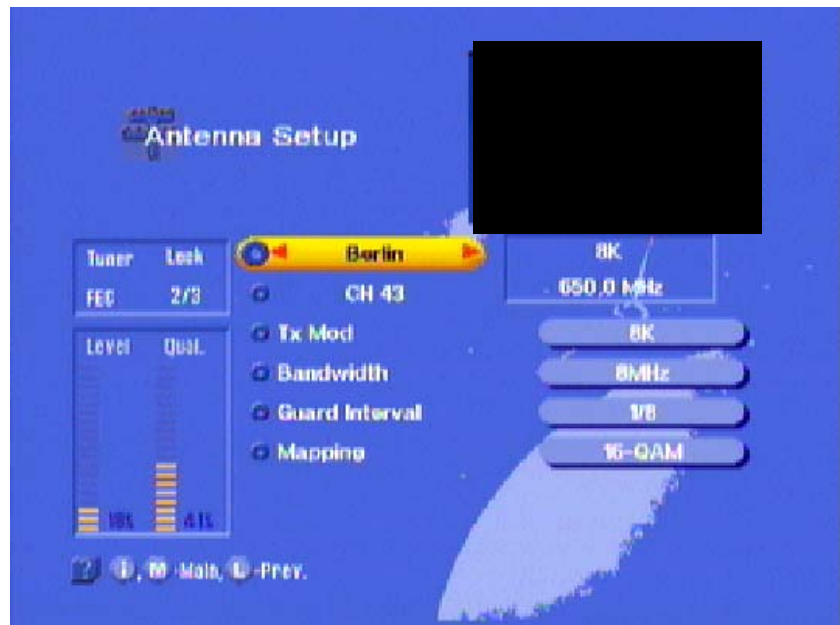 Antenna Setup
Tuner Lock
FEC 2/3
Berlin
8K
CH 43
650,0 MHz
Level Qual.
Tx Mod 8K
Bandwidth 8MHz
Guard Interval 1/8
Mapping 16-QAM
18% 41%
? i, M-Main, L-Prev.